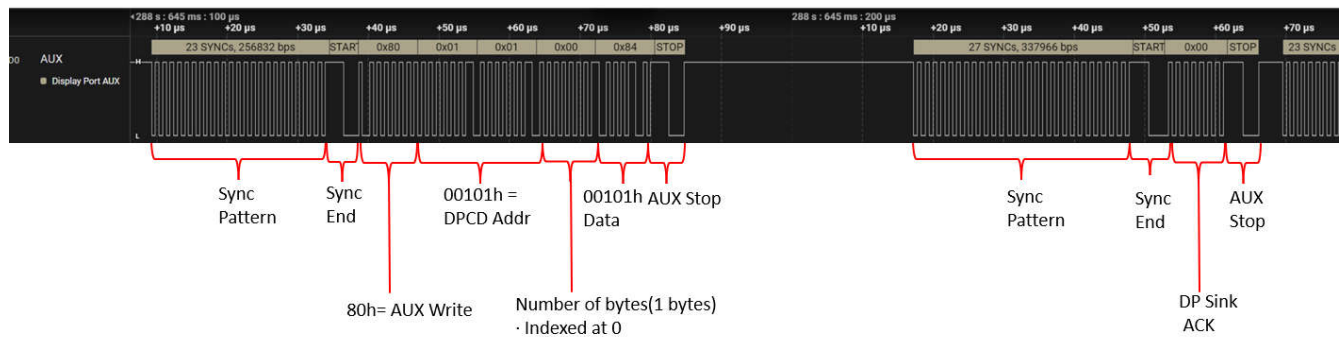 288 s : 645 ms : 100 µs
288 s : 645 ms : 200 µs
+10 µs +20 µs +30 µs +40 µs +50 µs +60 µs +70 µs +80 µs +90 µs +10 µs +20 µs +30 µs +40 µs +50 µs +60 µs +70 µs
23 SYNCs, 256832 bps START 0x80 0x01 0x01 0x00 0x84 STOP 27 SYNCs, 337966 bps START 0x00 STOP 23 SYNCs
00 AUX H
Display Port AUX
L
Sync
Pattern
Sync
End
00101h =
DPCD Addr
00101h
Data
AUX Stop
Sync
Pattern
Sync
End
AUX
Stop
80h= AUX Write
Number of bytes(1 bytes)
· Indexed at 0
DP Sink
ACK